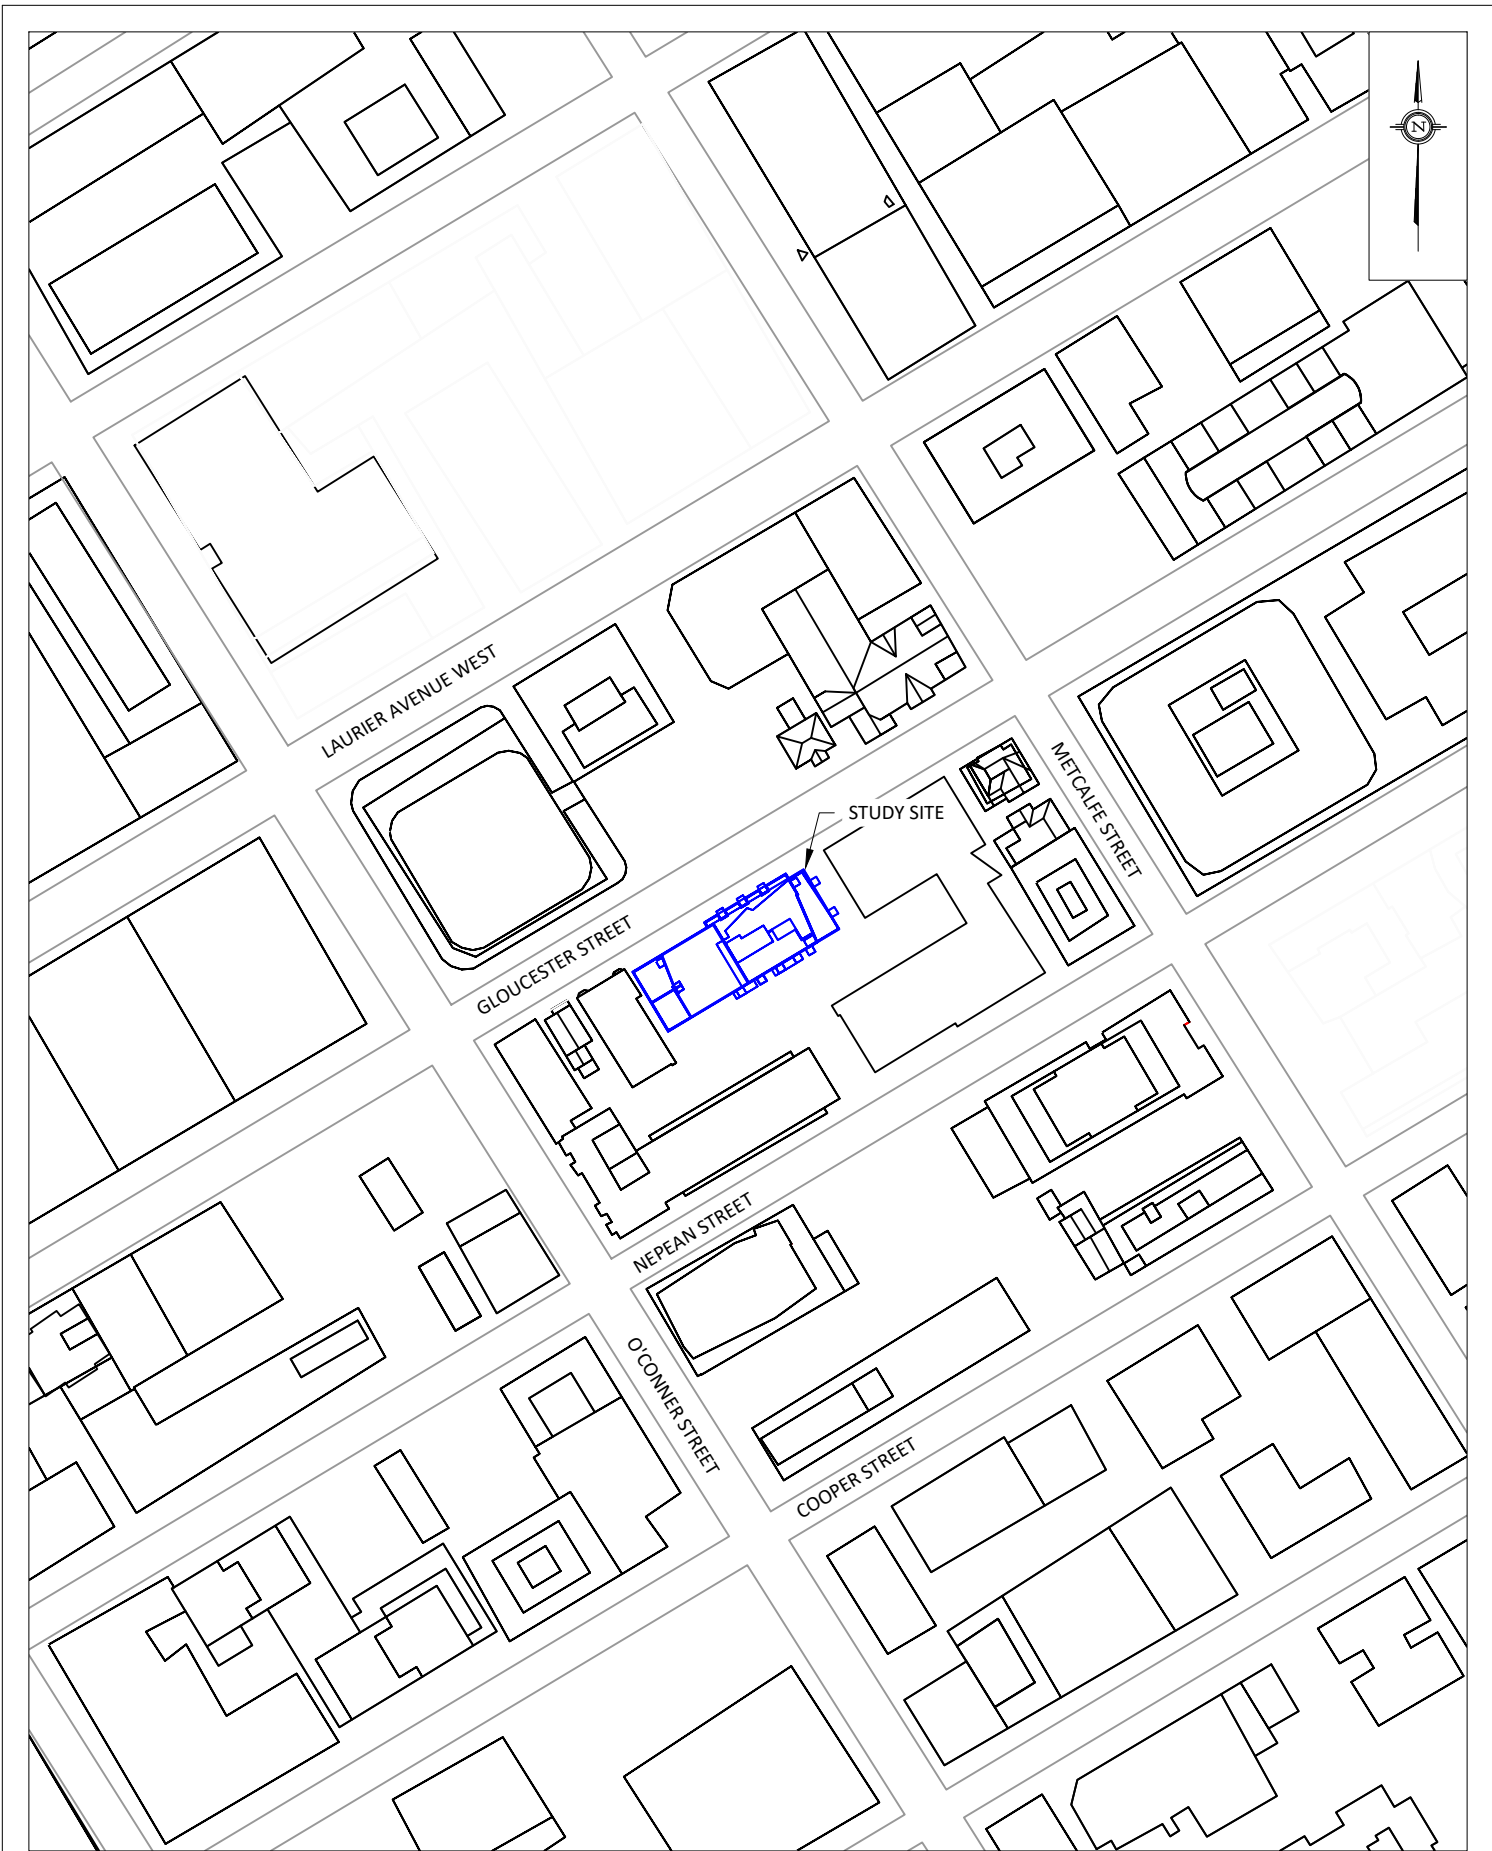 N
LAURIER AVENUE WEST
METCALFE STREET
STUDY SITE
GLOUCESTER STREET
NEPEAN STREET
O'CONNER STREET
COOPER STREET